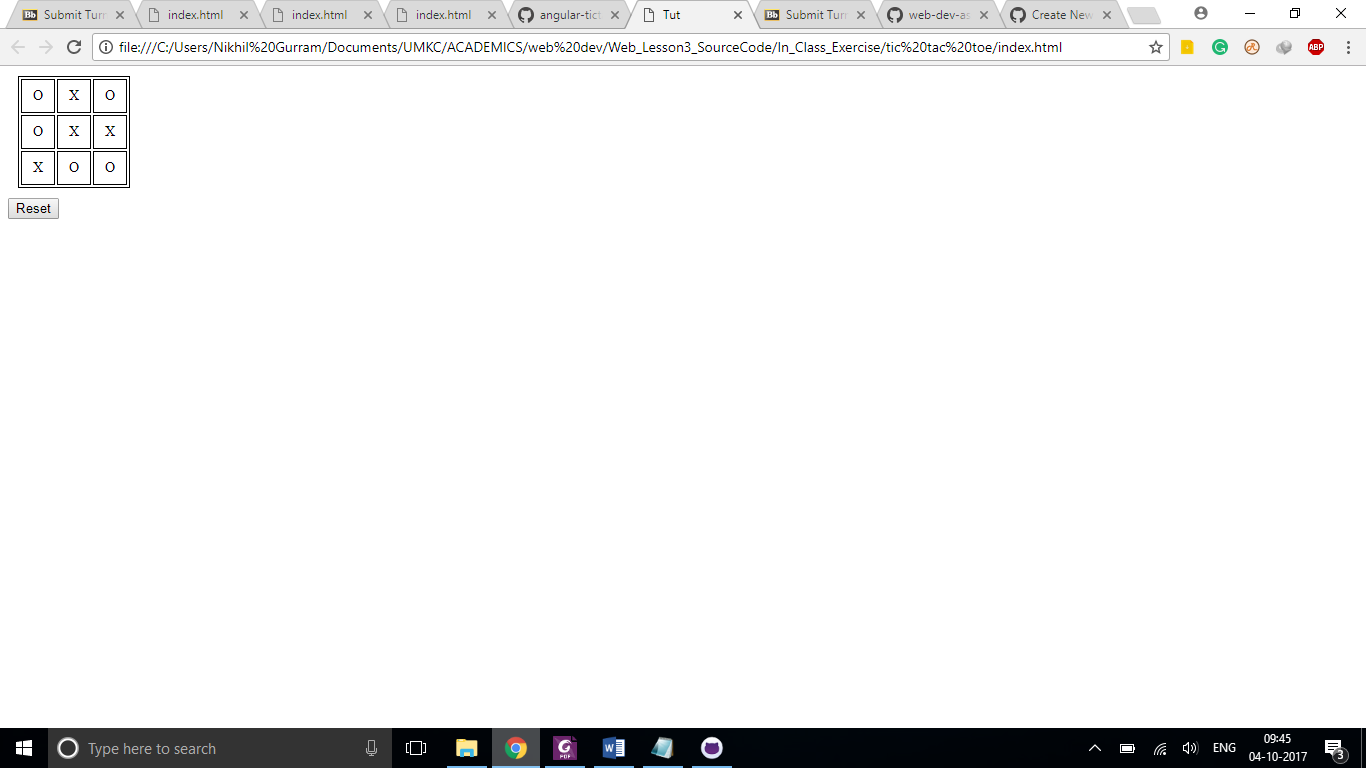 Submit Turn index.html index.html index.html angular-tict Tut Submit Turn web-dev-as Create New
file:///C:/Users/Nikhil%20Gurram/Documents/UMKC/ACADEMICS/web%20dev/Web_Lesson3_SourceCode/In_Class_Exercise/tic%20tac%20toe/index.html
O X O
O X X
X O O
Reset
Type here to search ENG 09:45
04-10-2017 3